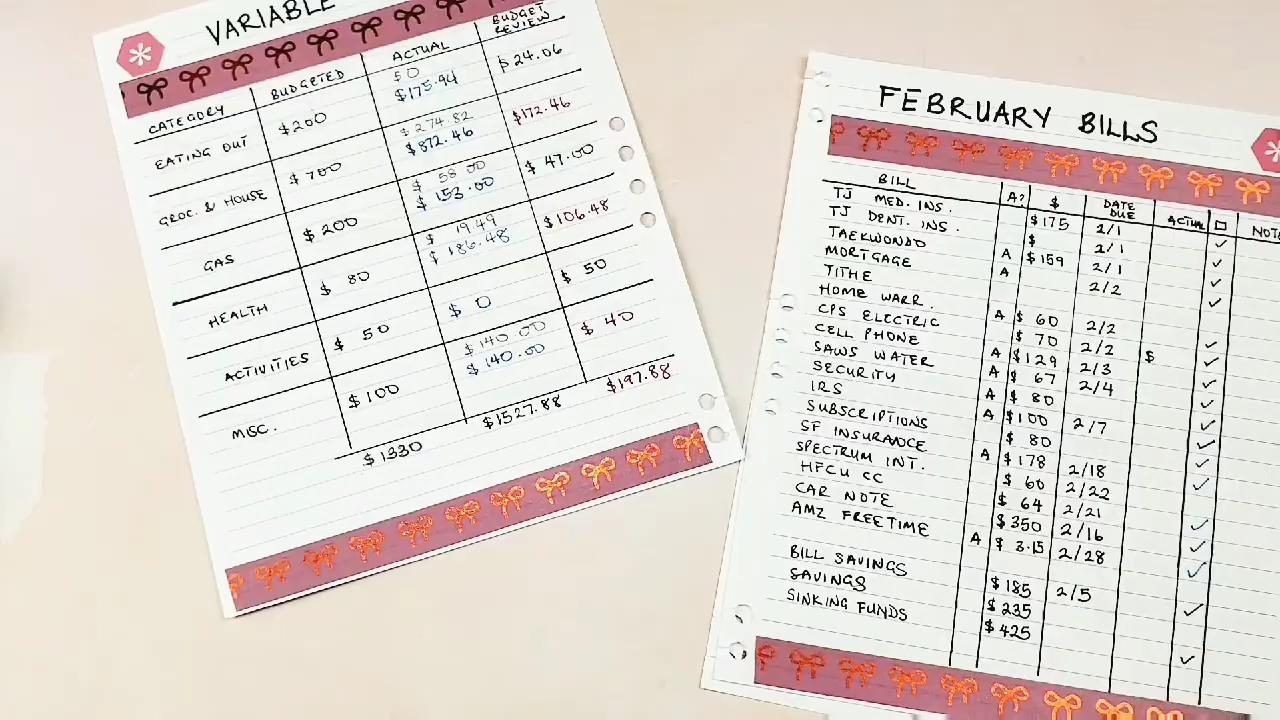 VARIABLE
CATEGORY BUDGETED ACTUAL BUDGET REVIEW
EATING OUT $200 50 $175.94 $24.06
GROC. & HOUSE $700 $274.82 $872.46 $172.46
GAS $200 $58.00 $153.00 $47.00
HEALTH $80 $19.49 $186.48 $106.48
ACTIVITIES $50 $0 $50
MISC. $100 $140.00 $140.00 $40
$1330 $1527.88 $197.88
FEBRUARY BILLS
BILL A? $ DATE DUE ACTUAL
TJ MED. INS. $175 2/1 ✓
TJ DENT. INS. $ 2/1 ✓
TAEKWONDO A $159 2/1 ✓
MORTGAGE A 2/2 ✓
TITHE
HOME WARR. A $60 2/2 ✓
CPS ELECTRIC $70 2/2 $ ✓
CELL PHONE A $129 2/3 ✓
SAWS WATER A $67 2/4 ✓
SECURITY A $80 ✓
IRS A $100 2/7 ✓
SUBSCRIPTIONS $80 ✓
SF INSURANCE A $178 2/18 ✓
SPECTRUM INT. $60 2/22
HFCU CC $64 2/21 ✓
CAR NOTE $350 2/16 ✓
AMZ FREETIME A $3.15 2/28 ✓
BILL SAVINGS $185 2/5 ✓
SAVINGS $235
SINKING FUNDS $425 ✓